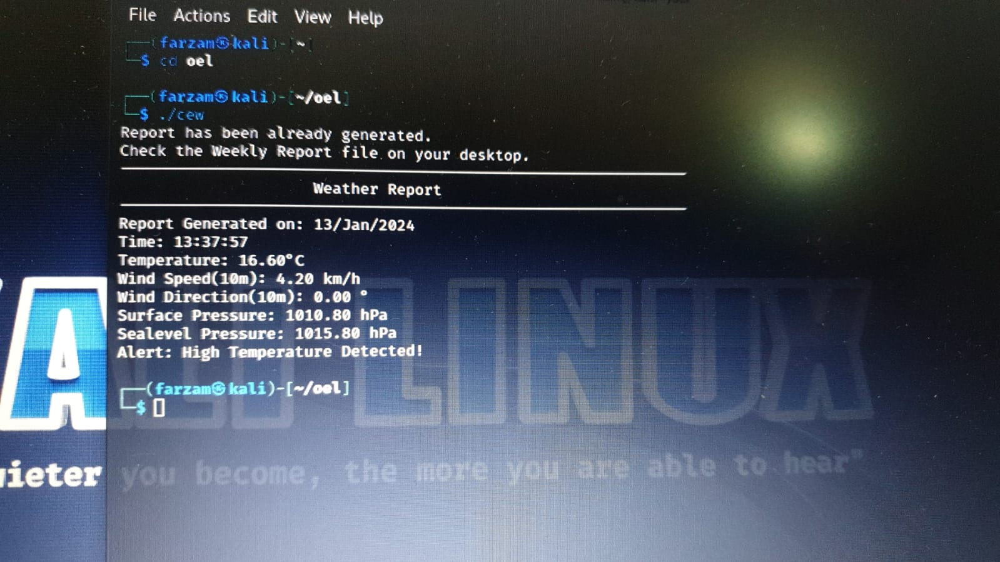 File Actions Edit View Help
┌──(farzam㉿kali)-[~]
└─$ cd oel
┌──(farzam㉿kali)-[~/oel]
└─$ ./cew
Report has been already generated.
Check the Weekly Report file on your desktop.
Weather Report
Report Generated on: 13/Jan/2024
Time: 13:37:57
Temperature: 16.60°C
Wind Speed(10m): 4.20 km/h
Wind Direction(10m): 0.00 °
Surface Pressure: 1010.80 hPa
Sealevel Pressure: 1015.80 hPa
Alert: High Temperature Detected!
┌──(farzam㉿kali)-[~/oel]
└─$
ALI LINUX
uieter you become, the more you are able to hear"